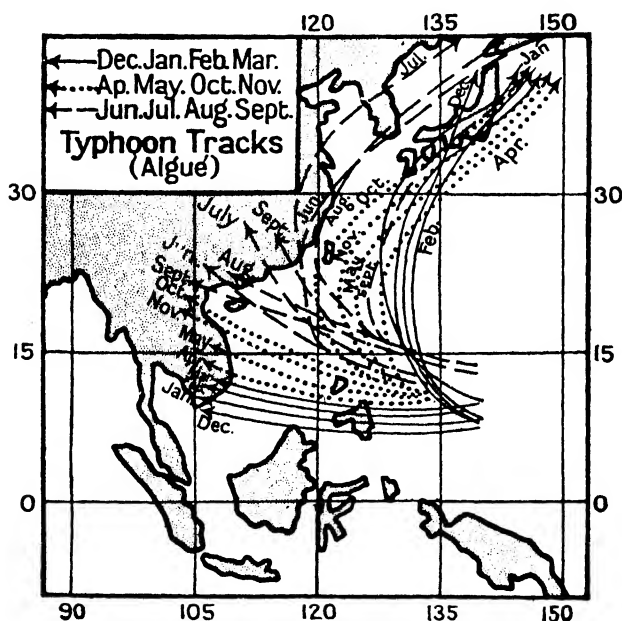 120 135 150
Dec. Jan. Feb. Mar.
Ap. May. Oct. Nov.
Jun. Jul. Aug. Sept.
Typhoon Tracks
(Algué)
Jul.
Dec.
Jan
Apr.
30 30
July
Sept.
Jun.
Aug.
Oct.
Nov.
May
Sept.
Feb.
Aug.
Sept.
Oct.
Nov.
15 15
May
Jan.
Dec.
0 0
90 105 120 135 150